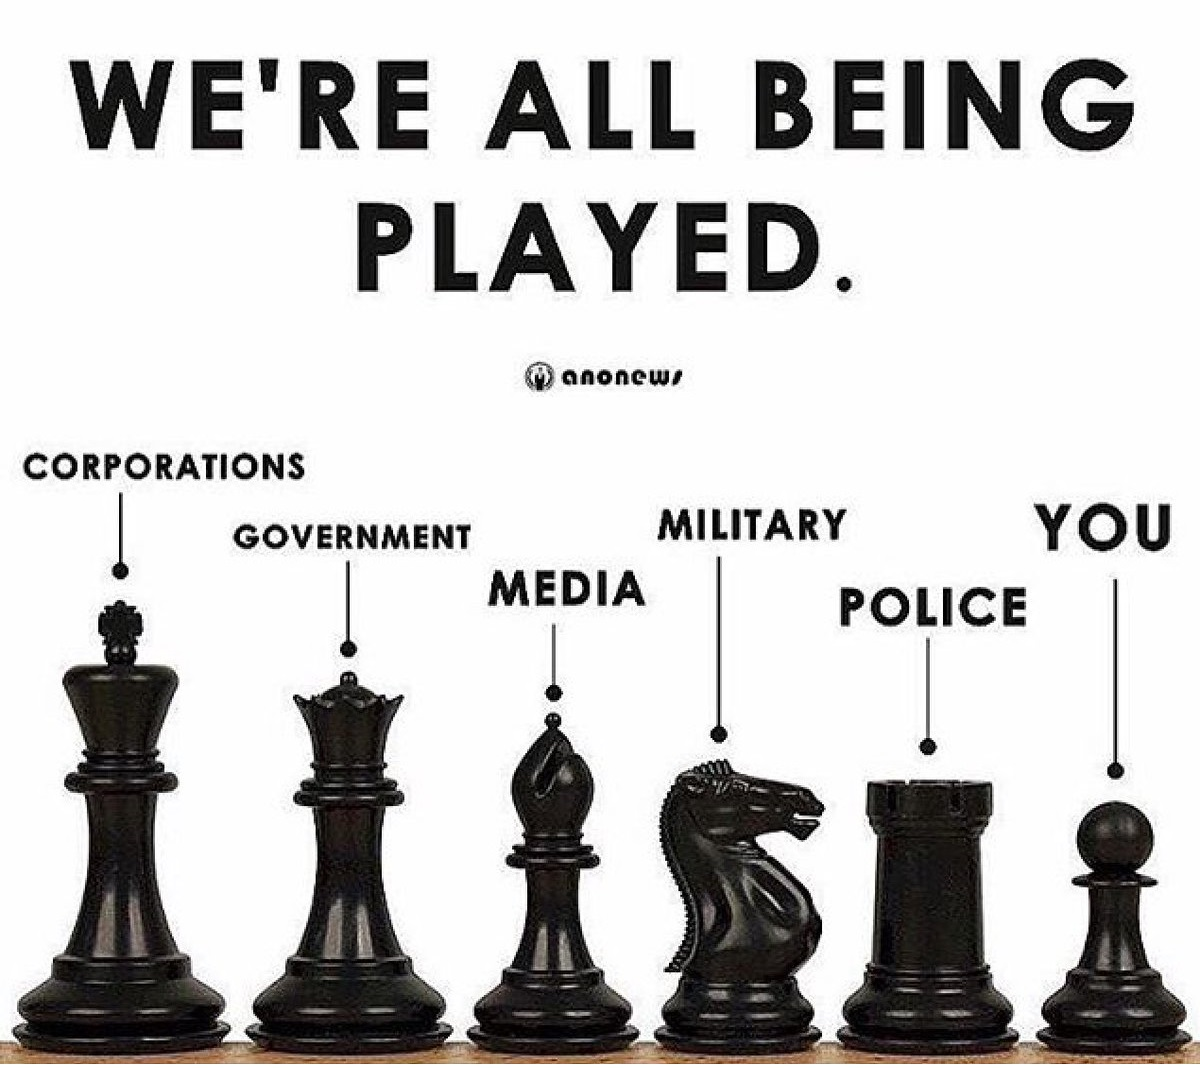 WE'RE ALL BEING
PLAYED.
anonews
CORPORATIONS
GOVERNMENT
MEDIA
MILITARY
POLICE
YOU